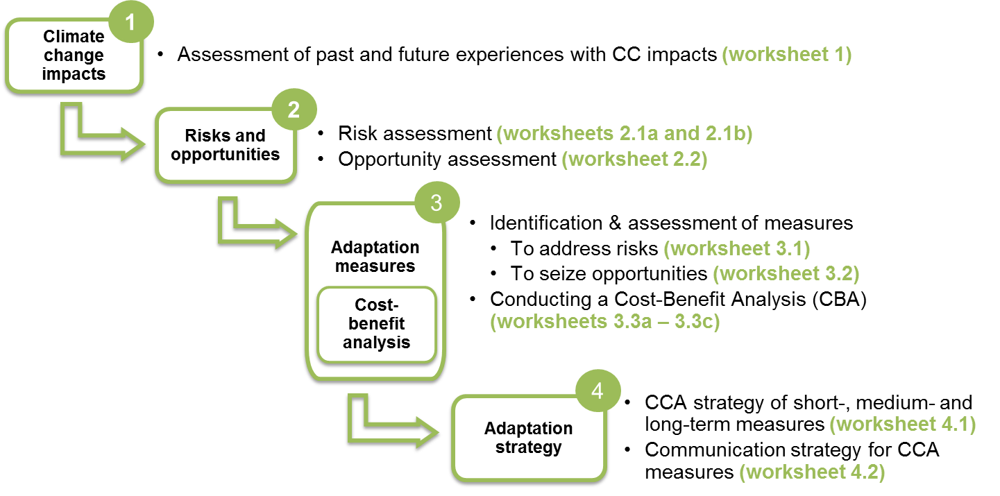 1
Climate
change
impacts
• Assessment of past and future experiences with CC impacts (worksheet 1)
2
Risks and
opportunities
• Risk assessment (worksheets 2.1a and 2.1b)
• Opportunity assessment (worksheet 2.2)
3
Adaptation
measures
Cost-
benefit
analysis
• Identification & assessment of measures
• To address risks (worksheet 3.1)
• To seize opportunities (worksheet 3.2)
• Conducting a Cost-Benefit Analysis (CBA)
(worksheets 3.3a – 3.3c)
4
Adaptation
strategy
• CCA strategy of short-, medium- and
long-term measures (worksheet 4.1)
• Communication strategy for CCA
measures (worksheet 4.2)